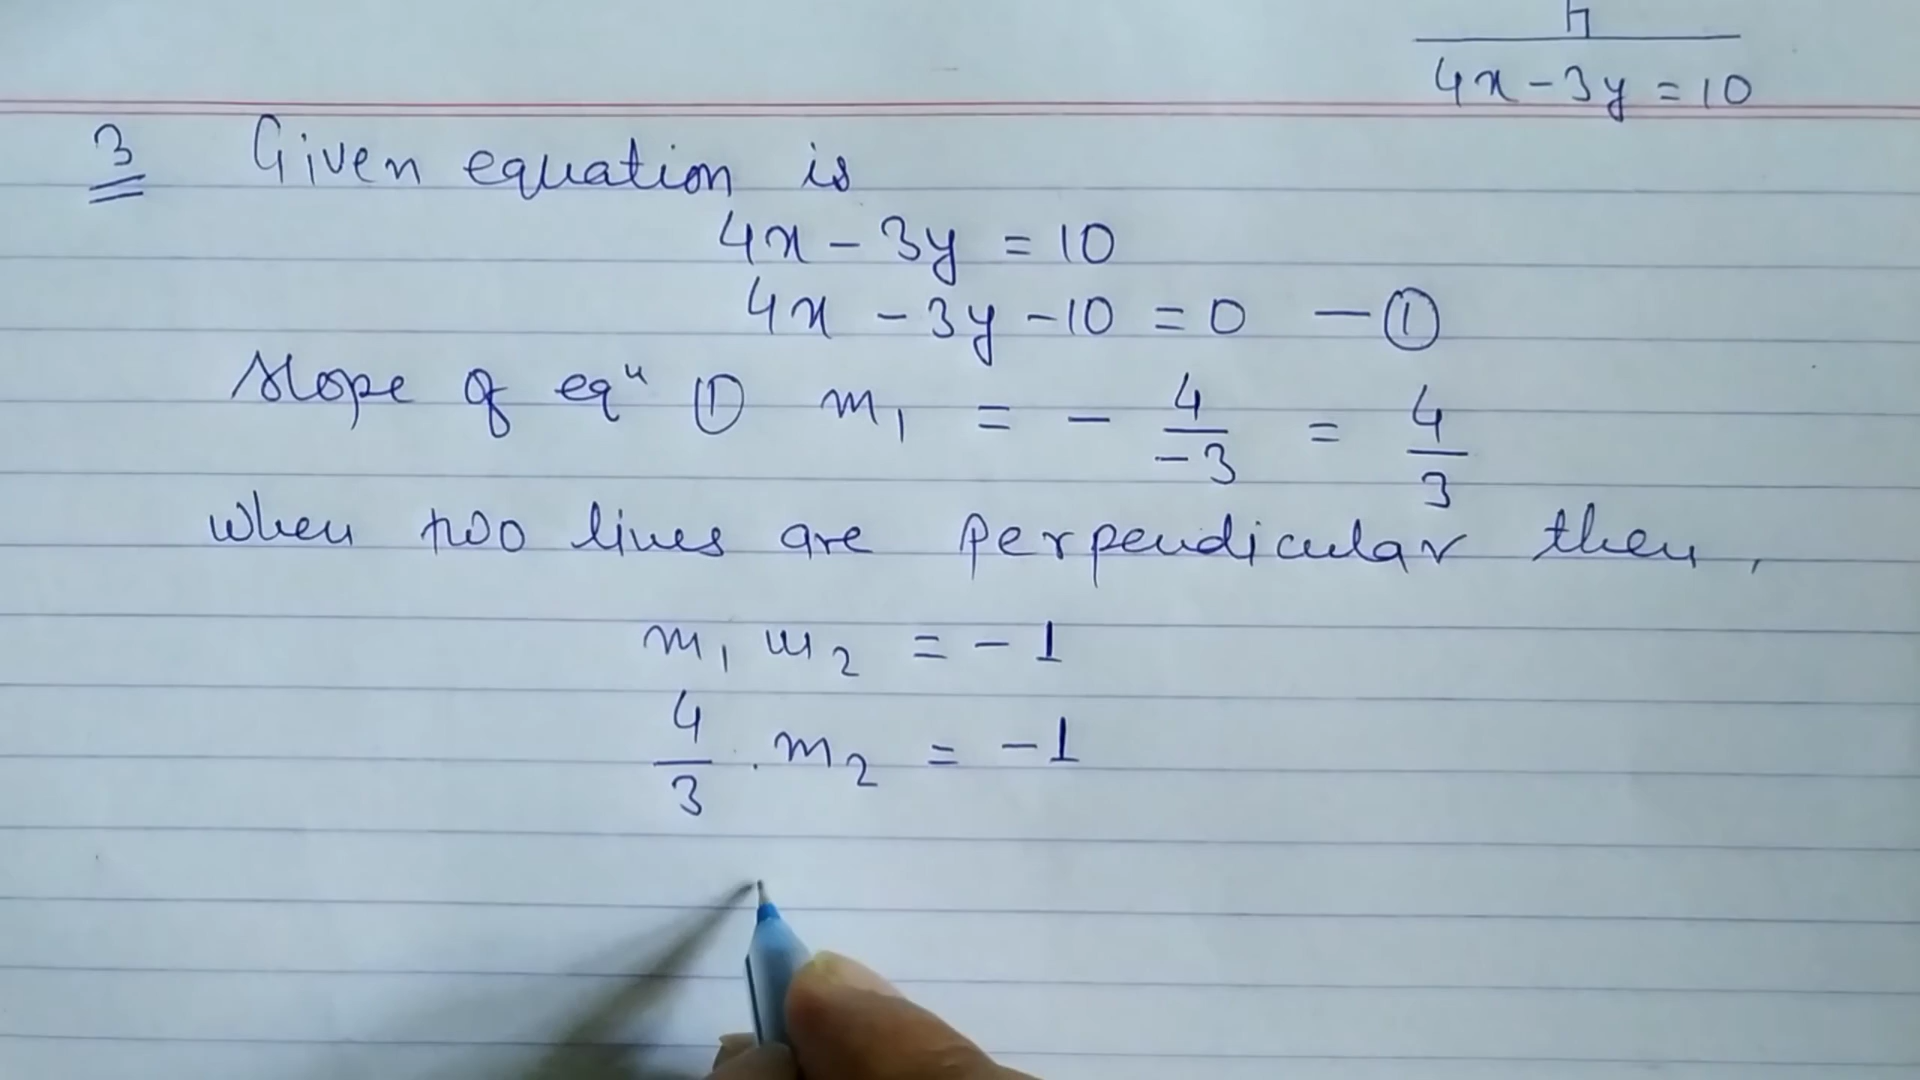 4x - 3y = 10
3 Given equation is
4x - 3y = 10
4x - 3y - 10 = 0 — ①
slope of eqⁿ ① m₁ = - 4/-3 = 4/3
when two lines are perpendicular then,
m₁ m₂ = -1
4/3 . m₂ = -1